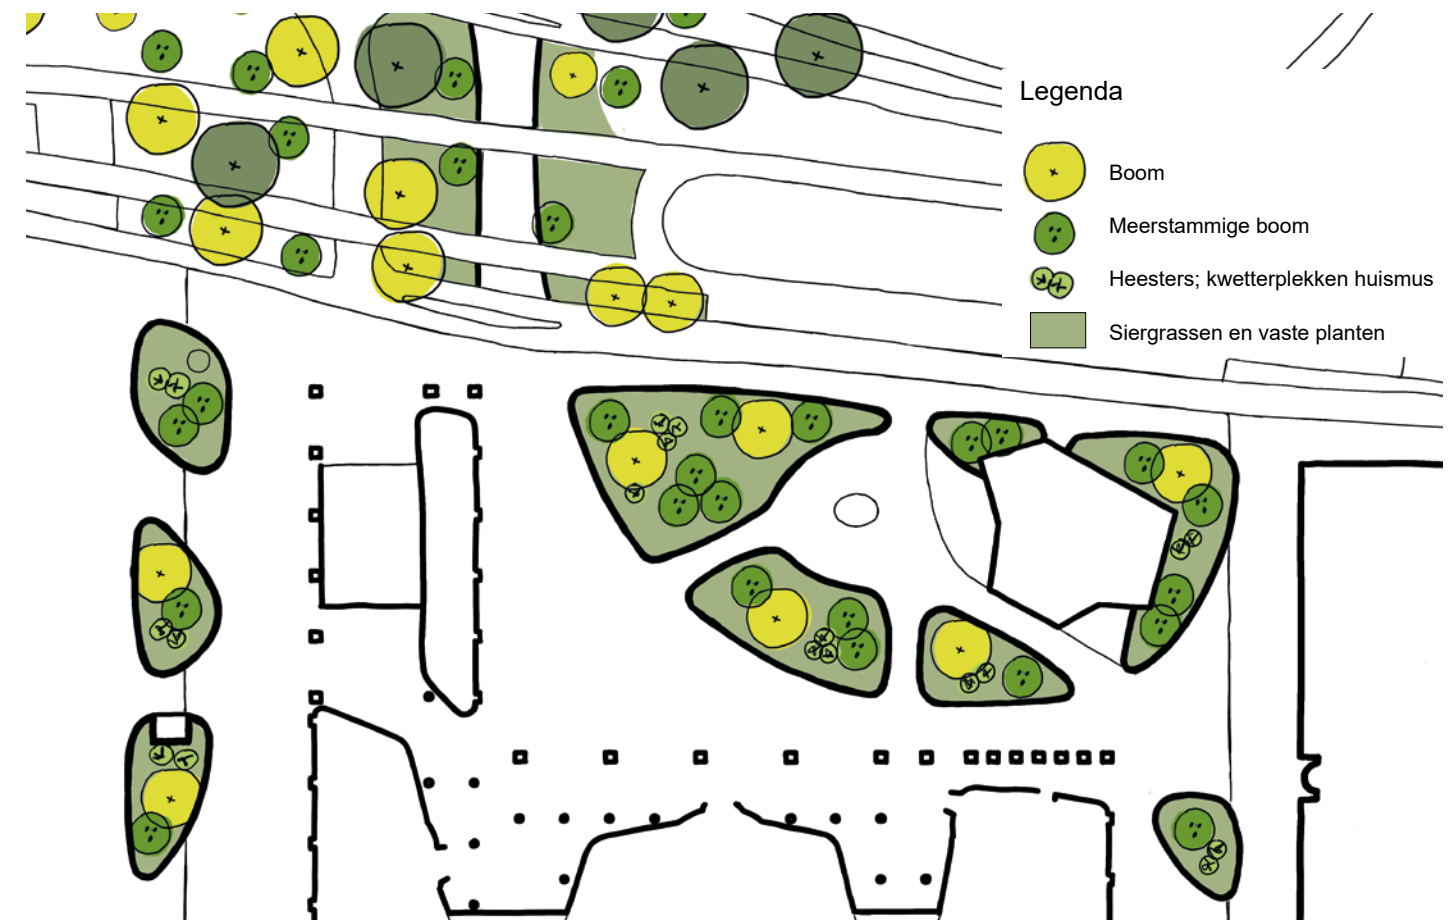 Legenda
Boom
Meerstammige boom
Heesters; kwetterplekken huismus
Siergrassen en vaste planten